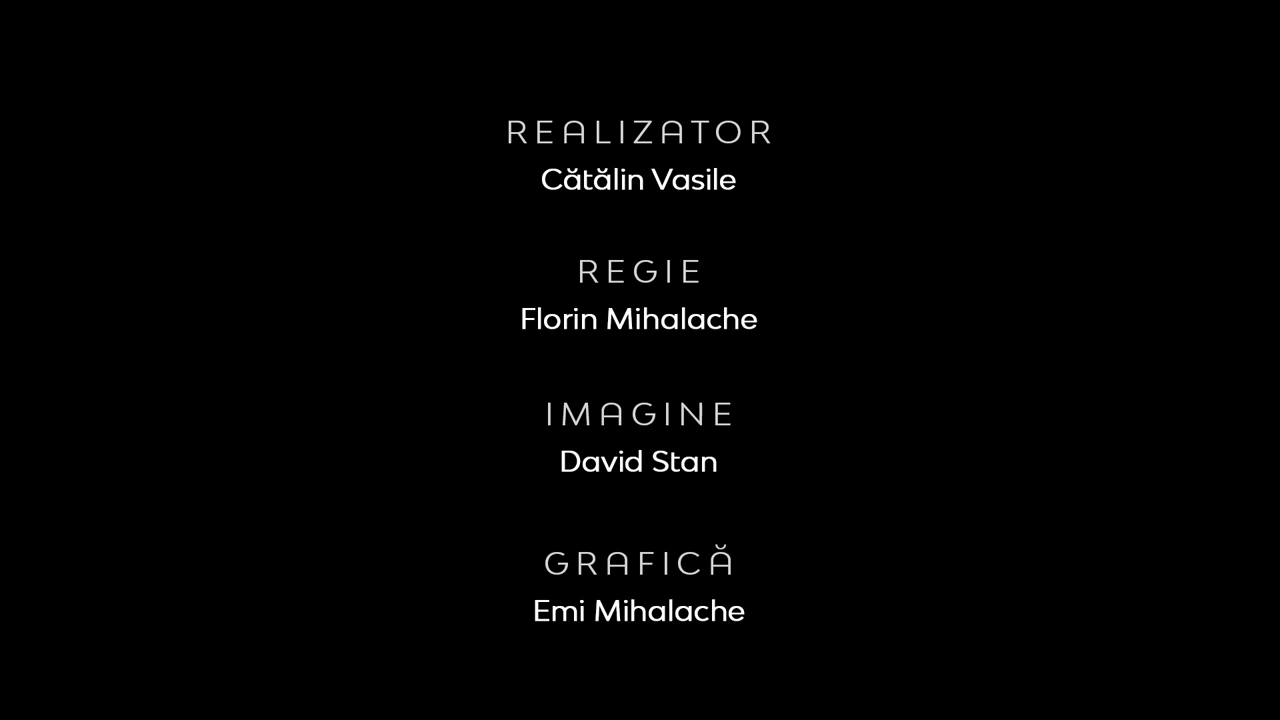 REALIZATOR
Cătălin Vasile
REGIE
Florin Mihalache
IMAGINE
David Stan
GRAFICĂ
Emi Mihalache